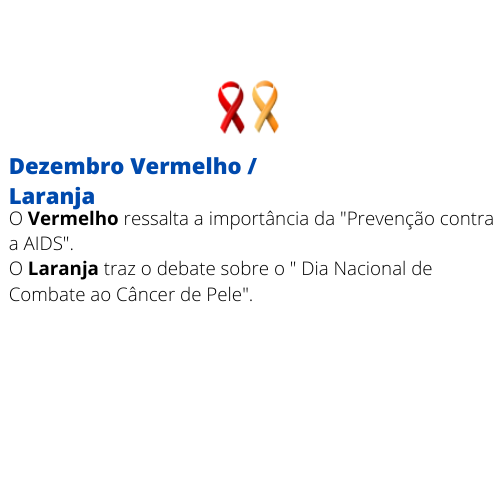 Dezembro Vermelho /
Laranja
O Vermelho ressalta a importância da "Prevenção contra
a AIDS".
O Laranja traz o debate sobre o " Dia Nacional de
Combate ao Câncer de Pele".